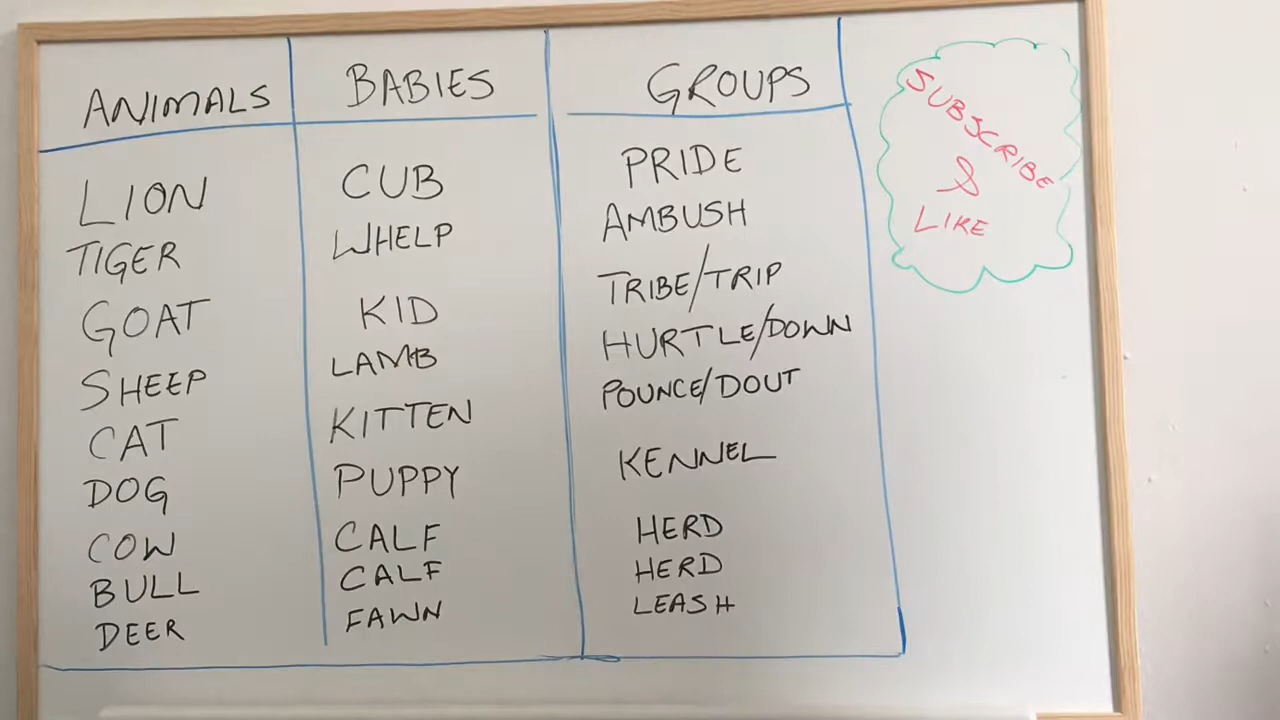 ANIMALS BABIES GROUPS
LION CUB PRIDE
TIGER WHELP AMBUSH
GOAT KID TRIBE/TRIP
SHEEP LAMB HURTLE/DOWN
CAT KITTEN POUNCE/DOUT
DOG PUPPY KENNEL
COW CALF HERD
BULL CALF HERD
DEER FAWN LEASH
SUBSCRIBE
&
LIKE